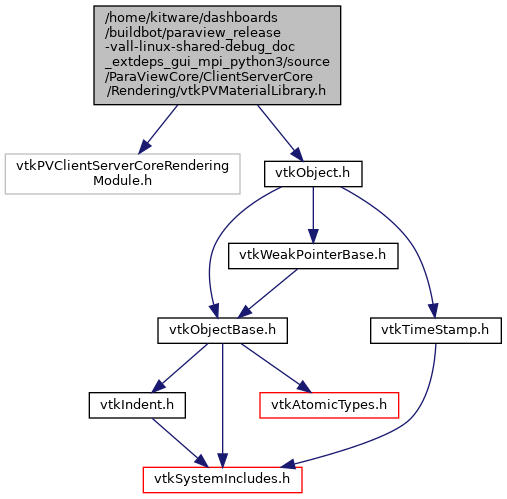 /home/kitware/dashboards
/buildbot/paraview_release
-vall-linux-shared-debug_doc
_extdeps_gui_mpi_python3/source
/ParaViewCore/ClientServerCore
/Rendering/vtkPVMaterialLibrary.h
vtkPVClientServerCoreRendering
Module.h
vtkObject.h
vtkWeakPointerBase.h
vtkObjectBase.h
vtkTimeStamp.h
vtkIndent.h
vtkAtomicTypes.h
vtkSystemIncludes.h